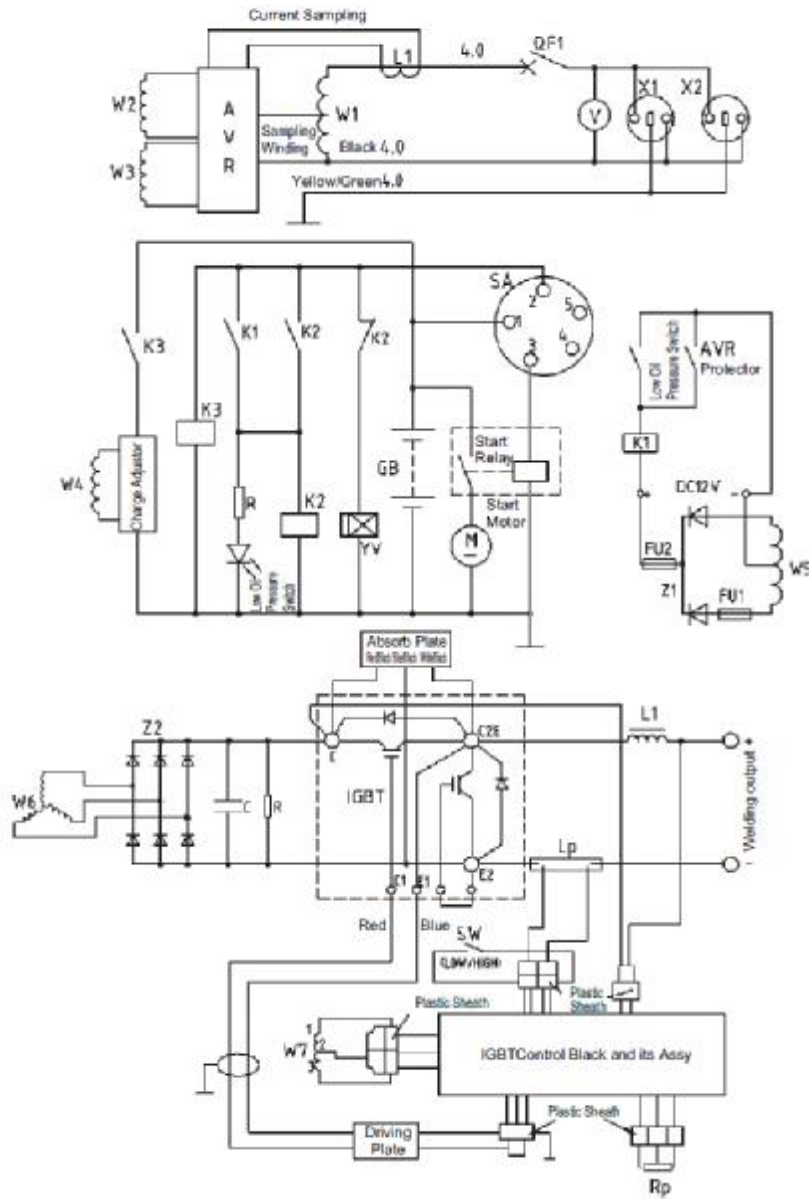 Current Sampling
L1
4.0
QF1
W2
A
V
R
W1
V
X1
X2
Sampling
Winding
Black 4.0
W3
Yellow/Green4.0
SA
2
5
1
4
3
K3
K1
K2
K2
Low Oil
Pressure Switch
AVR
Protector
K3
K1
W4
Charge Adjustor
R
K2
YV
GB
Start
Relay
Start
Motor
M
DC12V
FU2
Z1
FU1
W5
Low Oil
Pressure
Switch
Absorb Plate
Z2
L1
+
C2E
W6
C
R
IGBT
Welding output
Lp
E2
-
E1
Red
Blue
SW
(LOW/HIGH)
Plastic Sheath
Plastic
Sheath
1
2
W7
IGBTControl Black and its Assy
Plastic Sheath
Driving
Plate
Rp